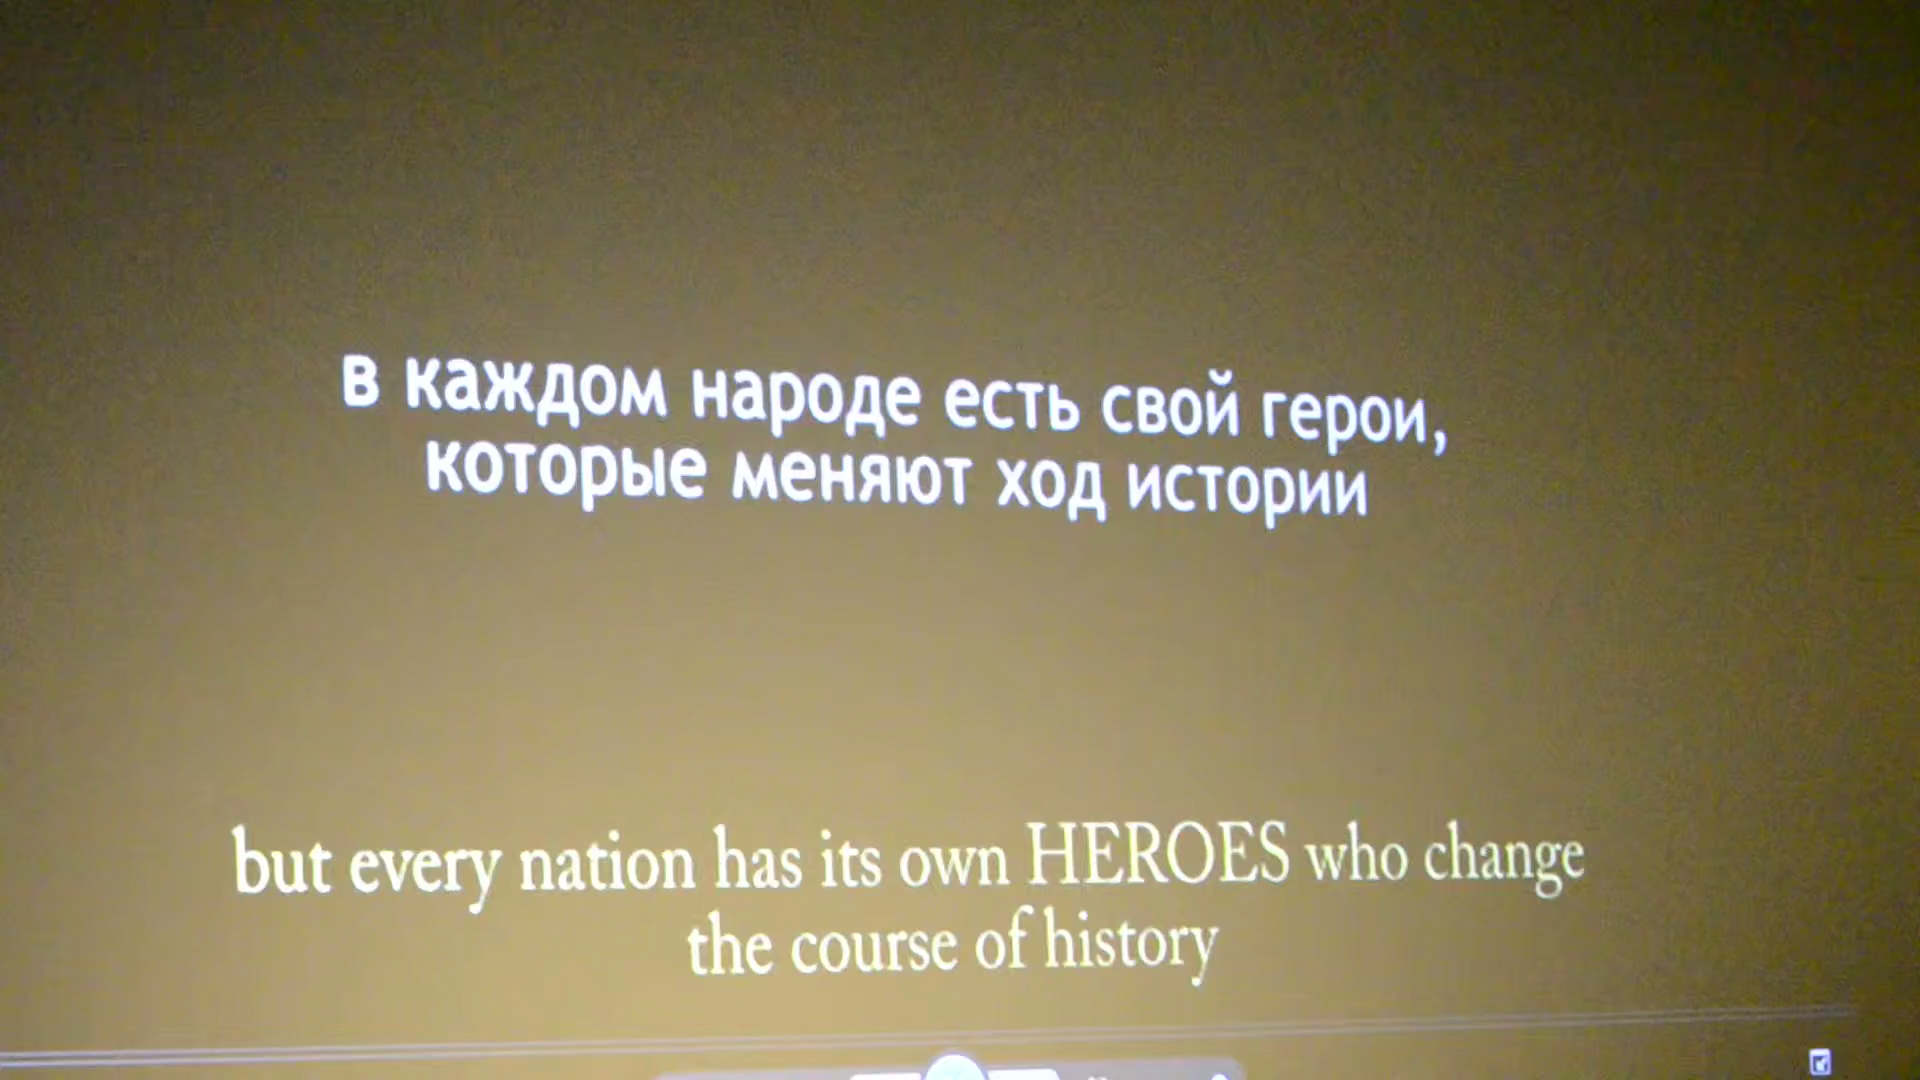 в каждом народе есть свой герои,
которые меняют ход истории
but every nation has its own HEROES who change
the course of history